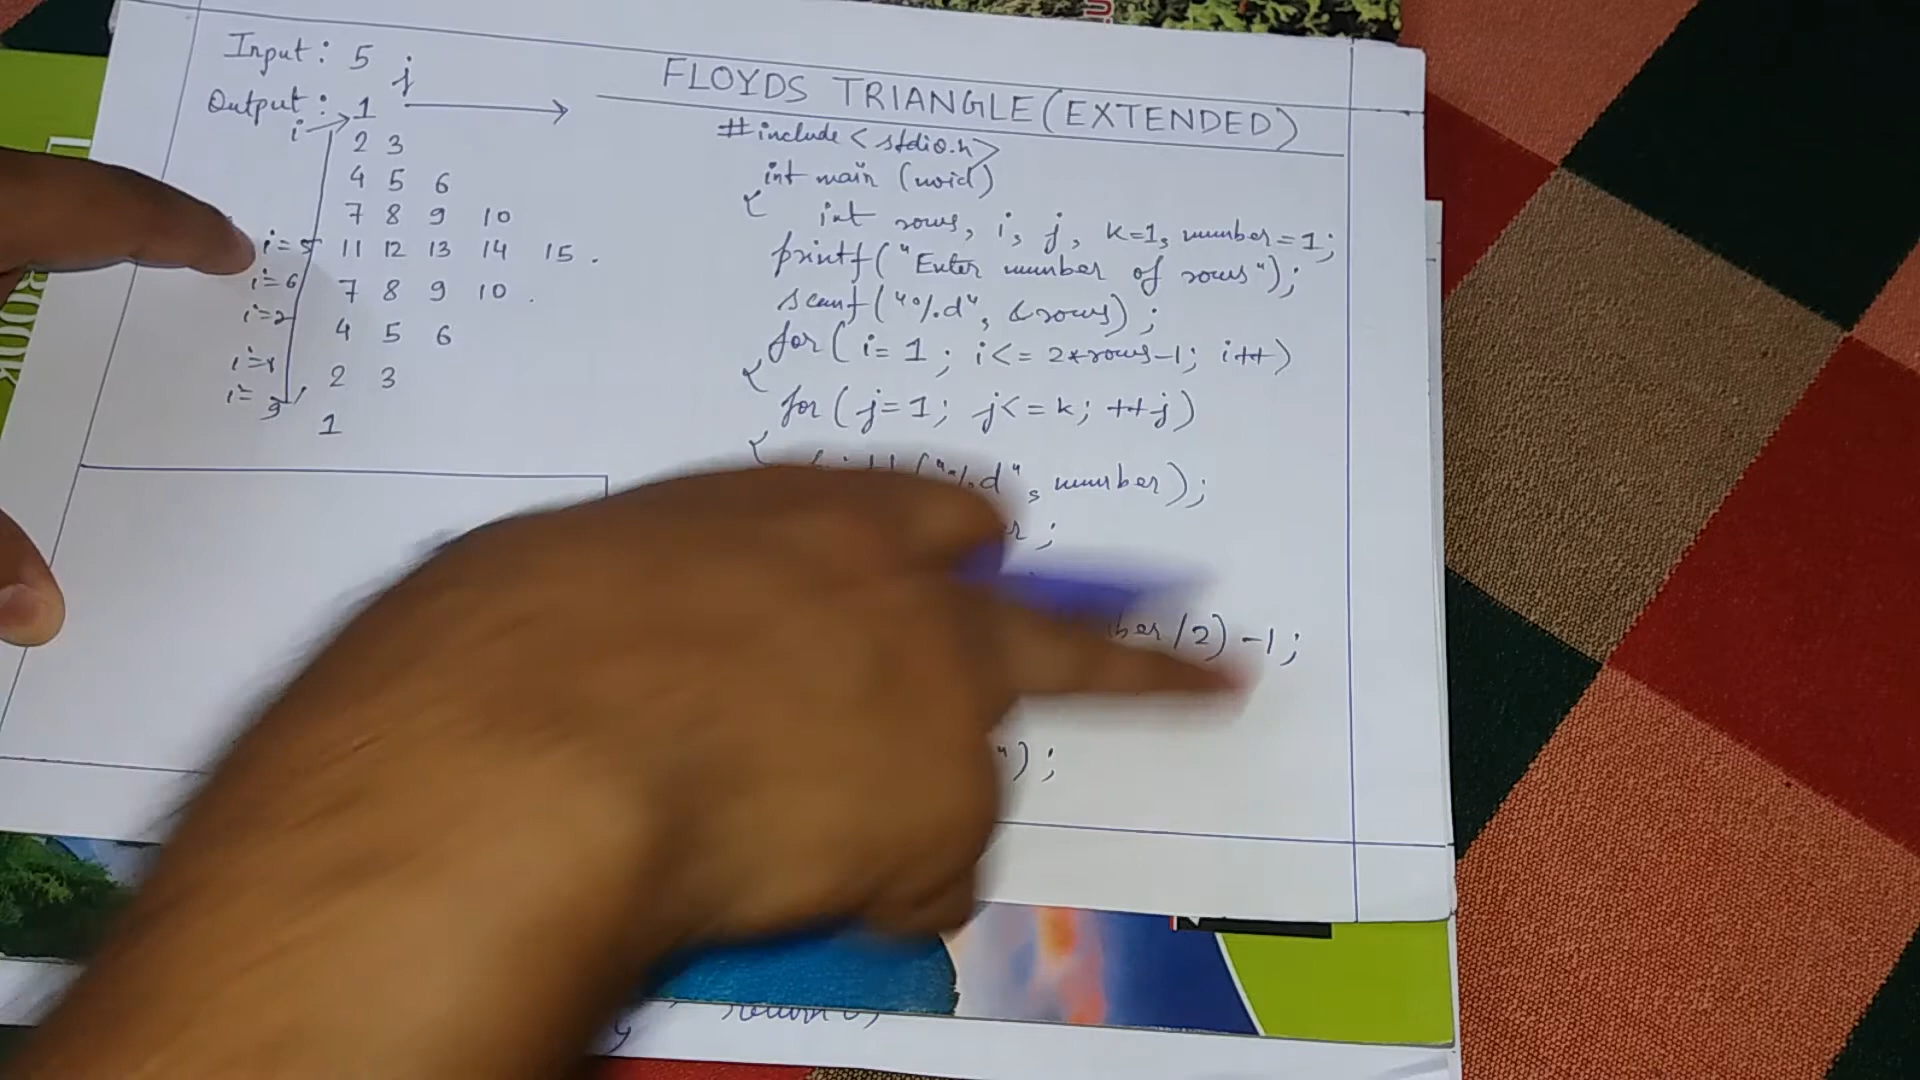 Input: 5
j
Output: 1
i
2 3
4 5 6
7 8 9 10
i=5 11 12 13 14 15 .
i=6 7 8 9 10 .
i=2 4 5 6
2 3
i=9
1
FLOYDS TRIANGLE (EXTENDED)
#include <stdio.h>
int main (void)
{
int rows, i, j, k=1, number=1;
printf("Enter number of rows");
scanf("%d", &rows);
for( i= 1; i<= 2*rows-1; i++)
{
for (j=1; j<=k; ++j)
{
"%d", number);
;
/2) -1;
");
BOOK